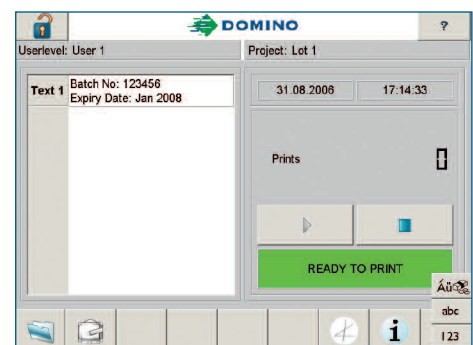 DOMINO
?
Userlevel: User 1
Project: Lot 1
Text 1
Batch No: 123456
Expiry Date: Jan 2008
31.08.2006
17:14:33
Prints
0
READY TO PRINT
Áü
abc
i
123